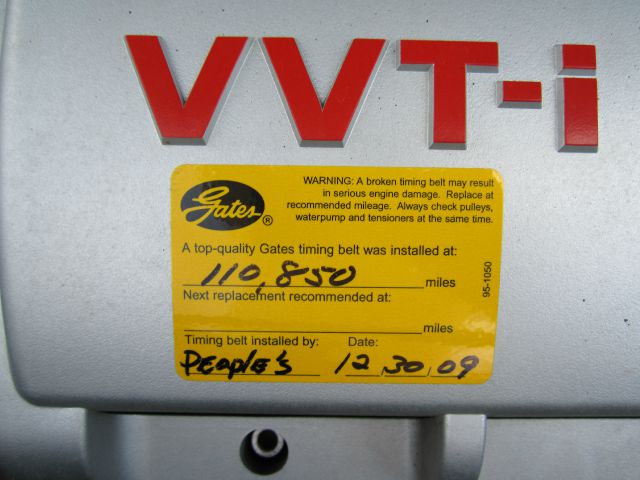 VVT-i
Gates®
WARNING: A broken timing belt may result
in serious engine damage. Replace at
recommended mileage. Always check pulleys,
waterpump and tensioners at the same time.
A top-quality Gates timing belt was installed at:
110,850 miles
Next replacement recommended at:
miles
Timing belt installed by: Date:
PEOPLE'S 12,30,09
95-1050